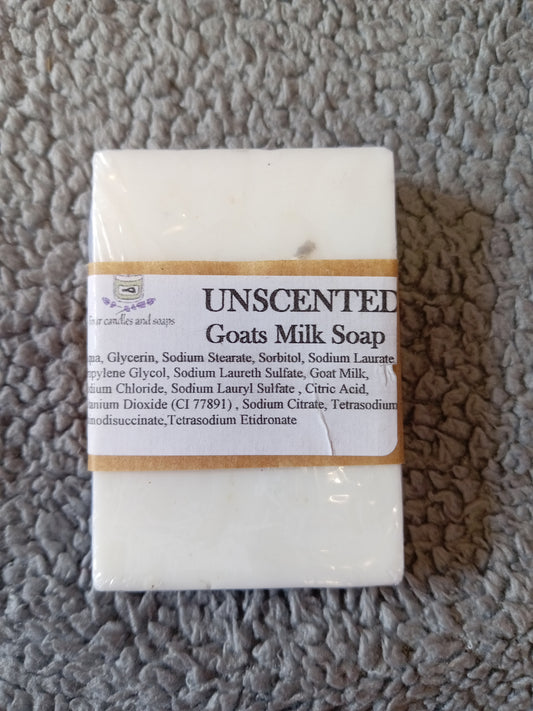 UNSCENTED
Goats Milk Soap
candles and soaps
Glycerin, Sodium Stearate, Sorbitol, Sodium Laurate
Glycol, Sodium Laureth Sulfate, Goat Milk,
Chloride, Sodium Lauryl Sulfate , Citric Acid,
Dioxide (CI 77891) , Sodium Citrate, Tetrasodium
Tetrasodium Etidronate